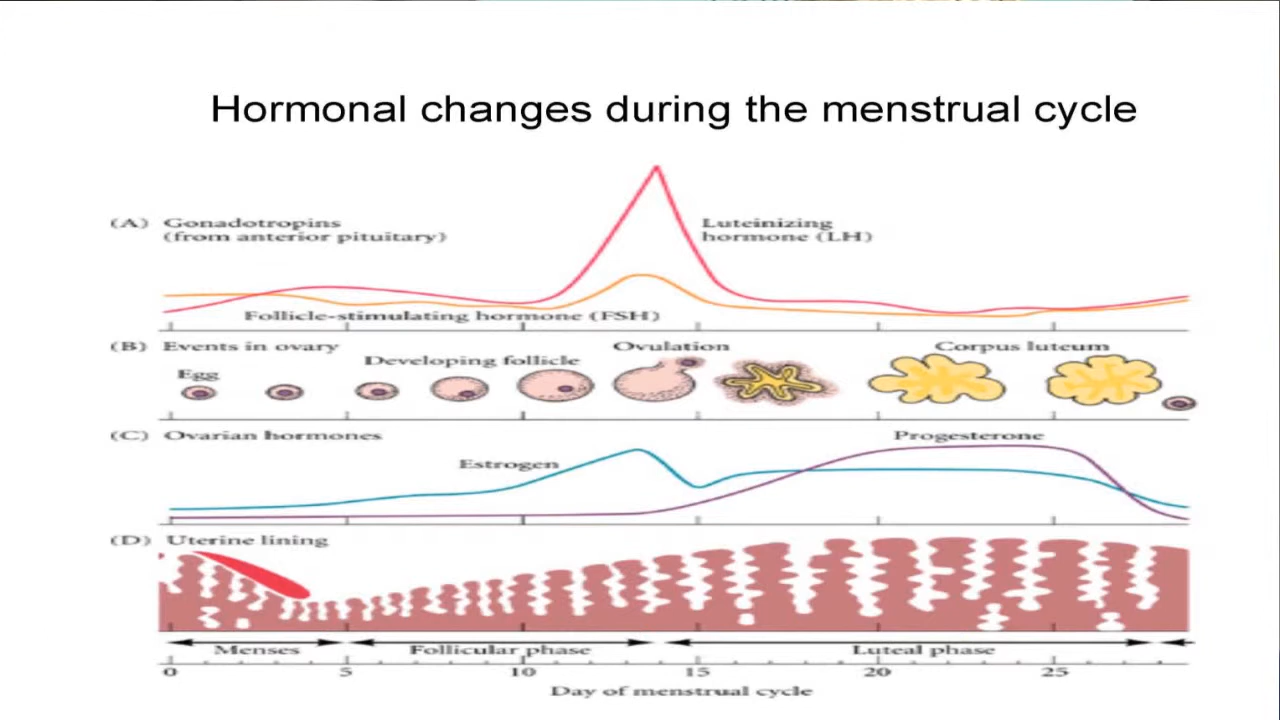 Hormonal changes during the menstrual cycle
(A) Gonadotropins
(from anterior pituitary)
Luteinizing
hormone (LH)
Follicle-stimulating hormone (FSH)
(B) Events in ovary
Ovulation
Corpus luteum
Developing follicle
Egg
(C) Ovarian hormones
Progesterone
Estrogen
(D) Uterine lining
Menses
Follicular phase
Luteal phase
0 5 10 15 20 25
Day of menstrual cycle